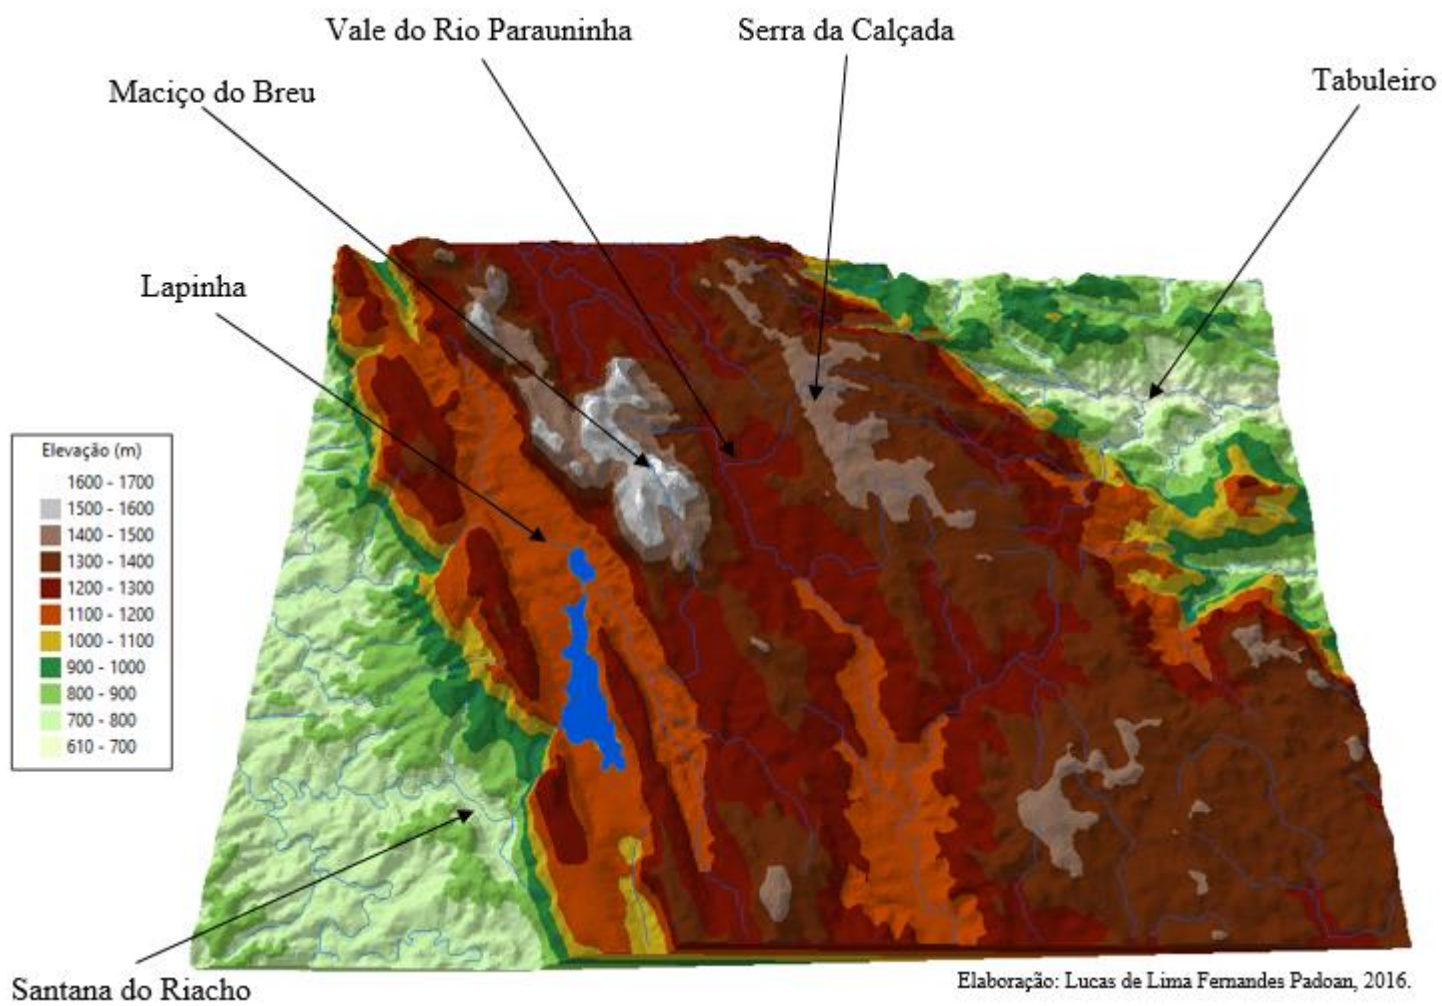 Vale do Rio Parauninha
Serra da Calçada
Maciço do Breu
Tabuleiro
Lapinha
Elevação (m)
1600 - 1700
1500 - 1600
1400 - 1500
1300 - 1400
1200 - 1300
1100 - 1200
1000 - 1100
900 - 1000
800 - 900
700 - 800
610 - 700
Santana do Riacho
Elaboração: Lucas de Lima Fernandes Padoan, 2016.